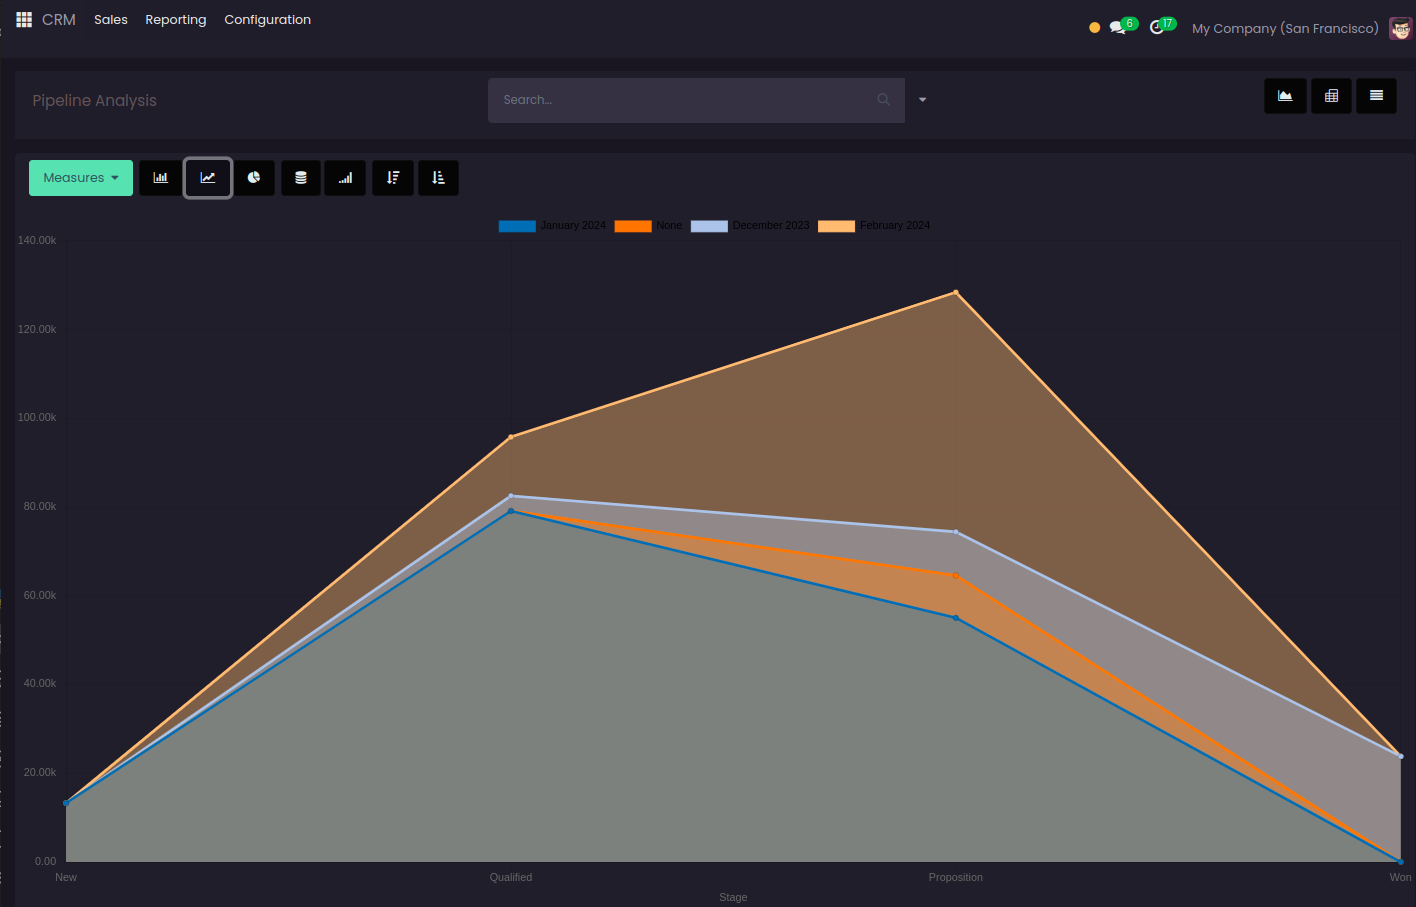 CRM Sales Reporting Configuration 6 17 My Company (San Francisco)
Pipeline Analysis Search...
Measures
January 2024 None December 2023 February 2024
140.00k
120.00k
100.00k
80.00k
60.00k
40.00k
20.00k
0.00
New Qualified Proposition Won
Stage